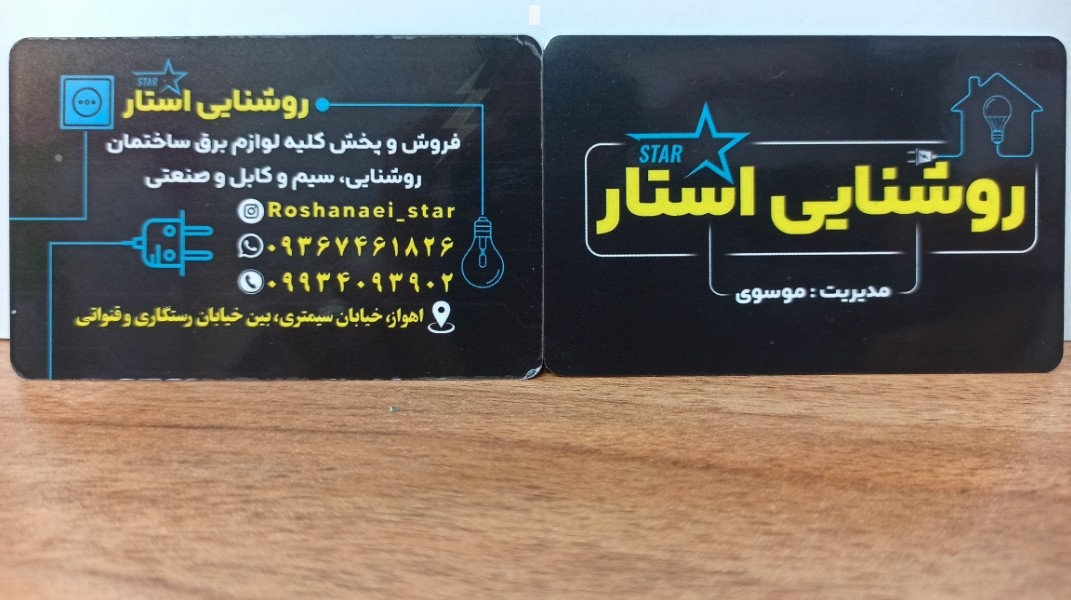 STAR
روشنایی استار
فروش و پخش کلیه لوازم برق ساختمان
روشنایی، سیم و کابل و صنعتی
Roshanaei_star
۰۹۳۶۷۴۶۱۸۲۶
۰۹۹۳۴۰۹۳۹۰۲
اهواز، خیابان سیمتری، بین خیابان رستگاری و قنواتی
STAR
روشنایی استار
مدیریت : موسوی